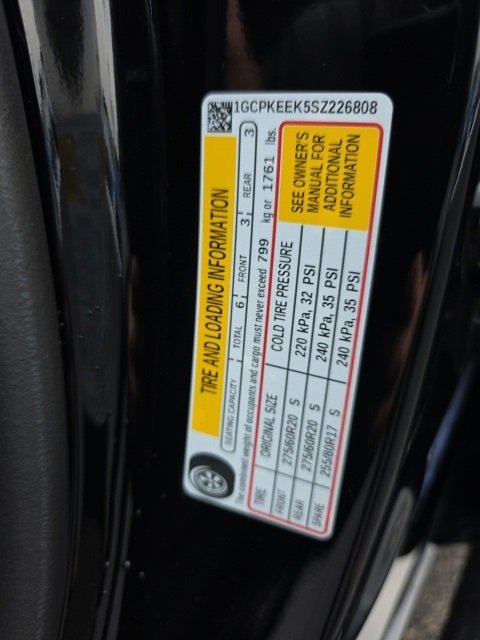 1GCPKEEK5SZ226808
TIRE AND LOADING INFORMATION
SEATING CAPACITY TOTAL 6 FRONT 3 REAR 3
The combined weight of occupants and cargo must never exceed 799 kg or 1761 lbs.
TIRE ORIGINAL SIZE COLD TIRE PRESSURE
FRONT 275/60R20 S 220 kPa, 32 PSI
REAR 275/60R20 S 240 kPa, 35 PSI
SPARE 255/80R17 S 240 kPa, 35 PSI
SEE OWNER'S
MANUAL FOR
ADDITIONAL
INFORMATION